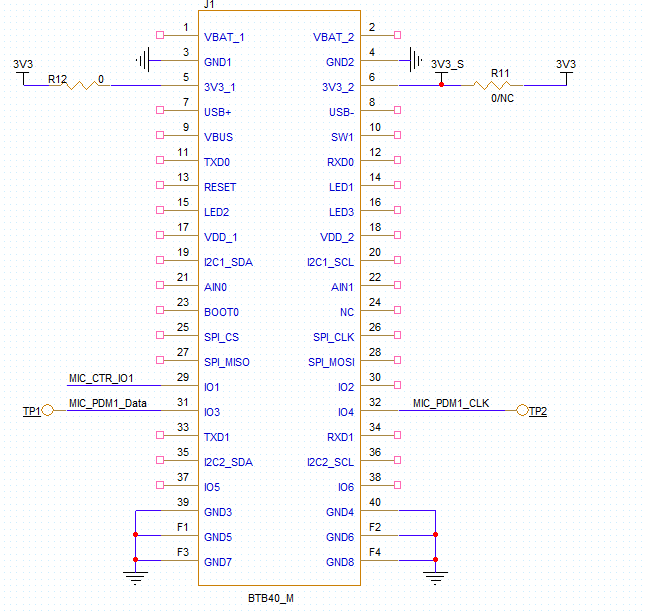 J1
1 VBAT_1 VBAT_2 2
3 GND1 GND2 4
3V3 R12 0 5 3V3_1 3V3_2 6 3V3_S R11 0/NC 3V3
7 USB+ USB- 8
9 VBUS SW1 10
11 TXD0 RXD0 12
13 RESET LED1 14
15 LED2 LED3 16
17 VDD_1 VDD_2 18
19 I2C1_SDA I2C1_SCL 20
21 AIN0 AIN1 22
23 BOOT0 NC 24
25 SPI_CS SPI_CLK 26
27 SPI_MISO SPI_MOSI 28
MIC_CTR_IO1 29 IO1 IO2 30
TP1 MIC_PDM1_Data 31 IO3 IO4 32 MIC_PDM1_CLK TP2
33 TXD1 RXD1 34
35 I2C2_SDA I2C2_SCL 36
37 IO5 IO6 38
39 GND3 GND4 40
F1 GND5 GND6 F2
F3 GND7 GND8 F4
BTB40_M